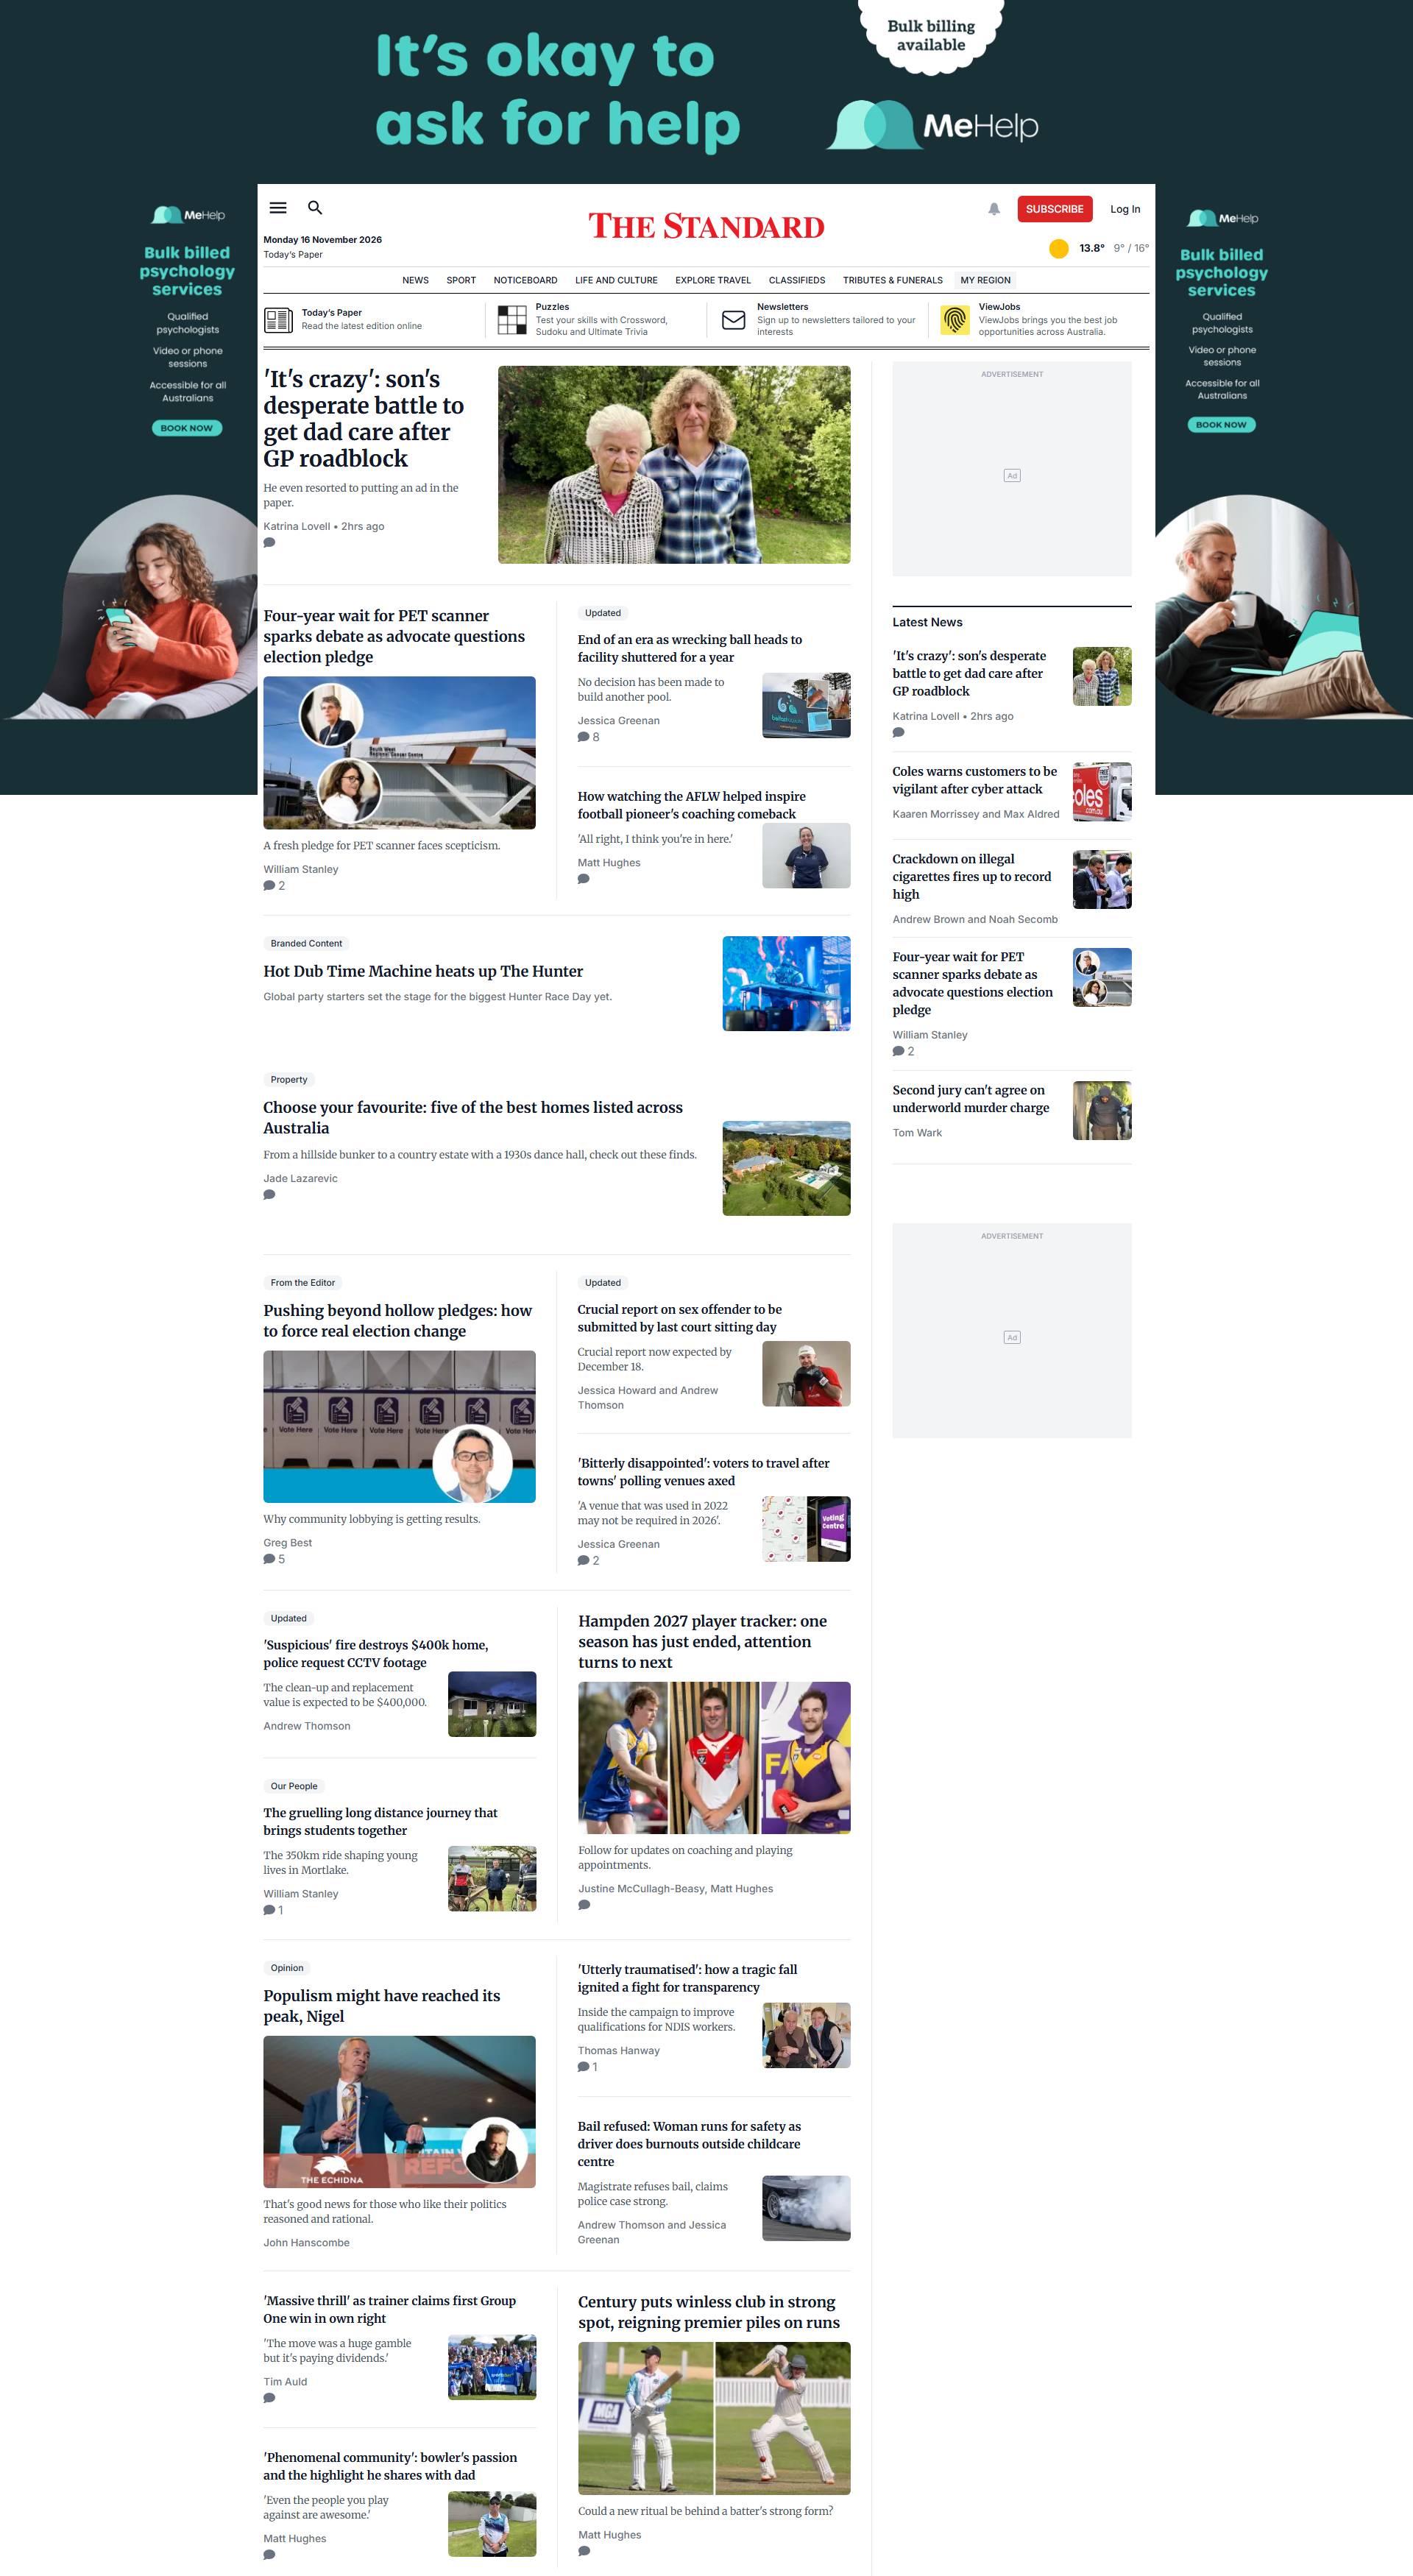 It's okay to
ask for help
Bulk billing
available
MeHelp
MeHelp
Bulk billed
psychology
services
Qualified
psychologists
Video or phone
sessions
Accessible for all
Australians
BOOK NOW
MeHelp
Bulk billed
psychology
services
Qualified
psychologists
Video or phone
sessions
Accessible for all
Australians
BOOK NOW
THE STANDARD
SUBSCRIBE
Log In
Monday 16 November 2026
Today's Paper
13.8° 9° / 16°
NEWS SPORT NOTICEBOARD LIFE AND CULTURE EXPLORE TRAVEL CLASSIFIEDS TRIBUTES & FUNERALS MY REGION
Today's Paper
Read the latest edition online
Puzzles
Test your skills with Crossword,
Sudoku and Ultimate Trivia
Newsletters
Sign up to newsletters tailored to your
interests
ViewJobs
ViewJobs brings you the best job
opportunities across Australia.
'It's crazy': son's
desperate battle to
get dad care after
GP roadblock
He even resorted to putting an ad in the
paper.
Katrina Lovell • 2hrs ago
Four-year wait for PET scanner
sparks debate as advocate questions
election pledge
South West
Regional Cancer Centre
A fresh pledge for PET scanner faces scepticism.
William Stanley
2
Updated
End of an era as wrecking ball heads to
facility shuttered for a year
No decision has been made to
build another pool.
Jessica Greenan
8
How watching the AFLW helped inspire
football pioneer's coaching comeback
'All right, I think you're in here.'
Matt Hughes
Branded Content
Hot Dub Time Machine heats up The Hunter
Global party starters set the stage for the biggest Hunter Race Day yet.
Property
Choose your favourite: five of the best homes listed across
Australia
From a hillside bunker to a country estate with a 1930s dance hall, check out these finds.
Jade Lazarevic
From the Editor
Pushing beyond hollow pledges: how
to force real election change
Vote Here Vote Here Vote Here Vote Here Vote Here
Why community lobbying is getting results.
Greg Best
5
Updated
Crucial report on sex offender to be
submitted by last court sitting day
Crucial report now expected by
December 18.
Jessica Howard and Andrew
Thomson
'Bitterly disappointed': voters to travel after
towns' polling venues axed
'A venue that was used in 2022
may not be required in 2026'.
Voting
Centre
Jessica Greenan
2
Updated
'Suspicious' fire destroys $400k home,
police request CCTV footage
The clean-up and replacement
value is expected to be $400,000.
Andrew Thomson
Our People
The gruelling long distance journey that
brings students together
The 350km ride shaping young
lives in Mortlake.
William Stanley
1
Hampden 2027 player tracker: one
season has just ended, attention
turns to next
FA
Follow for updates on coaching and playing
appointments.
Justine McCullagh-Beasy, Matt Hughes
Opinion
Populism might have reached its
peak, Nigel
THE ECHIDNA
That's good news for those who like their politics
reasoned and rational.
John Hanscombe
'Utterly traumatised': how a tragic fall
ignited a fight for transparency
Inside the campaign to improve
qualifications for NDIS workers.
Thomas Hanway
1
Bail refused: Woman runs for safety as
driver does burnouts outside childcare
centre
Magistrate refuses bail, claims
police case strong.
Andrew Thomson and Jessica
Greenan
'Massive thrill' as trainer claims first Group
One win in own right
'The move was a huge gamble
but it's paying dividends.'
Tim Auld
'Phenomenal community': bowler's passion
and the highlight he shares with dad
'Even the people you play
against are awesome.'
Matt Hughes
Century puts winless club in strong
spot, reigning premier piles on runs
MGA
Could a new ritual be behind a batter's strong form?
Matt Hughes
ADVERTISEMENT
Ad
Latest News
'It's crazy': son's desperate
battle to get dad care after
GP roadblock
Katrina Lovell • 2hrs ago
Coles warns customers to be
vigilant after cyber attack
Kaaren Morrissey and Max Aldred
Crackdown on illegal
cigarettes fires up to record
high
Andrew Brown and Noah Secomb
Four-year wait for PET
scanner sparks debate as
advocate questions election
pledge
William Stanley
2
Second jury can't agree on
underworld murder charge
Tom Wark
ADVERTISEMENT
Ad